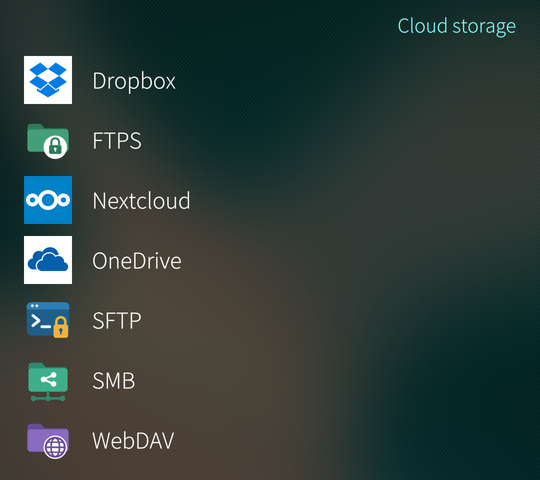 Cloud storage
Dropbox
FTPS
Nextcloud
OneDrive
SFTP
SMB
WebDAV